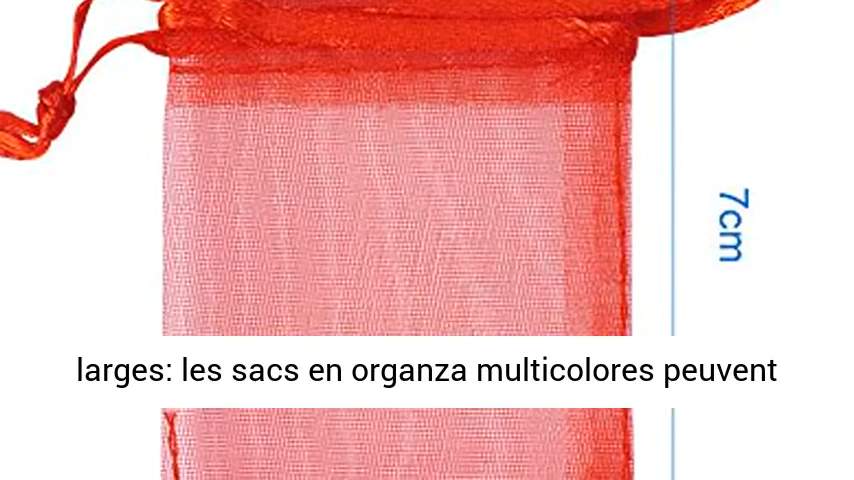 7cm
larges: les sacs en organza multicolores peuvent